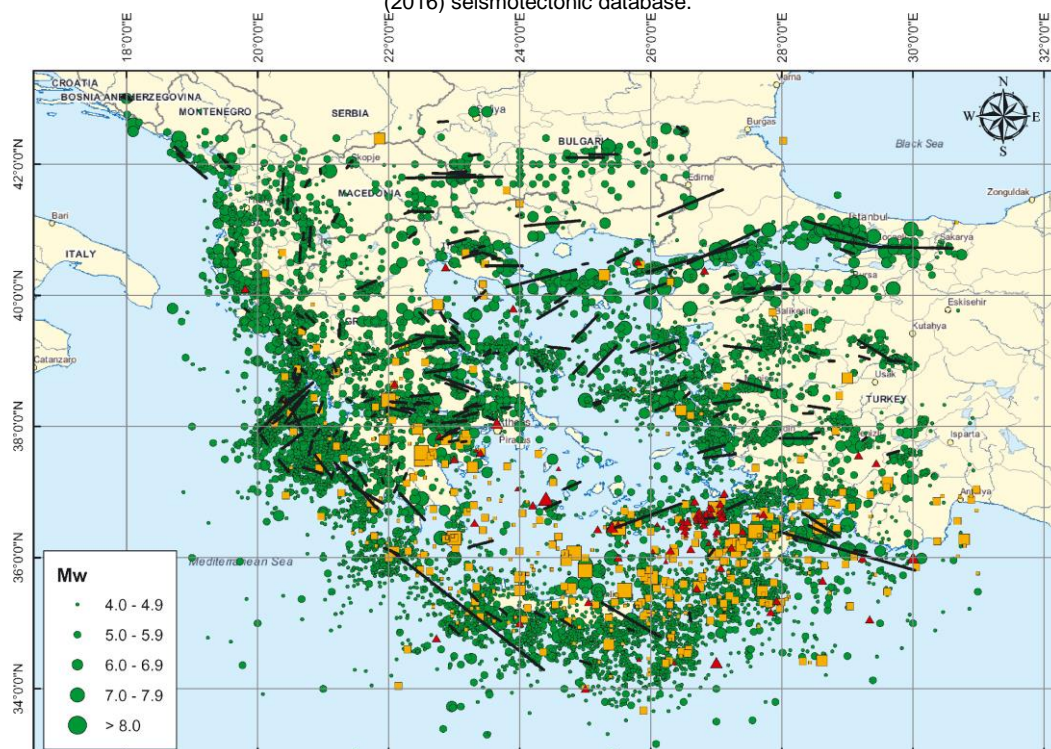 (2016) seismotectonic database.
18°0'0"E 20°0'0"E 22°0'0"E 24°0'0"E 26°0'0"E 28°0'0"E 30°0'0"E 32°0'0"E
CROATIA
BOSNIA AND HERZEGOVINA
MONTENEGRO
SERBIA
Skopje
MACEDONIA
BULGARIA
Varna
Burgas
Edirne
Black Sea
N
W E
S
42°0'0"N
Bari
ITALY
Zonguldak
Istanbul
Sakarya
40°0'0"N
Eskisehir
Balikesir
Kutahya
Catanzaro
Usak
TURKEY
38°0'0"N
Athens
Piraeus
Isparta
Antalya
36°0'0"N
Mediterranean Sea
34°0'0"N
Mw
4.0 - 4.9
5.0 - 5.9
6.0 - 6.9
7.0 - 7.9
> 8.0